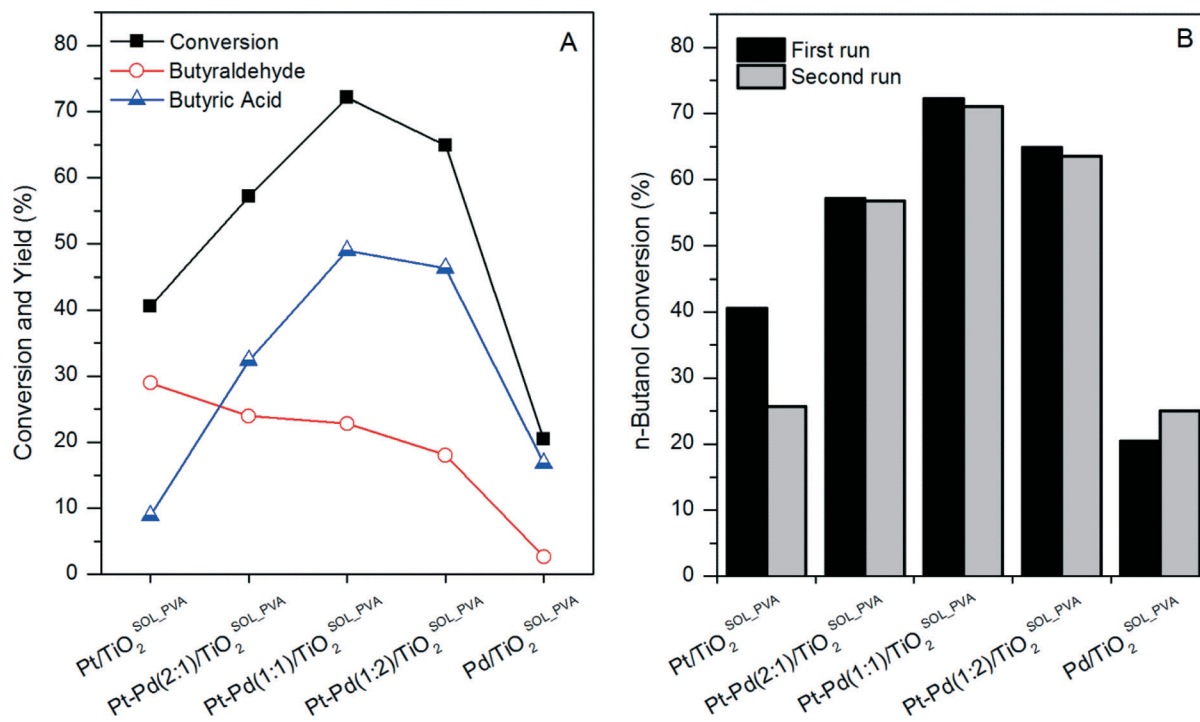 A
Conversion
Butyraldehyde
Butyric Acid
Conversion and Yield (%)
80
70
60
50
40
30
20
10
0
Pt/TiO₂ SOL_PVA
Pt-Pd(2:1)/TiO₂ SOL_PVA
Pt-Pd(1:1)/TiO₂ SOL_PVA
Pt-Pd(1:2)/TiO₂ SOL_PVA
Pd/TiO₂ SOL_PVA
B
First run
Second run
n-Butanol Conversion (%)
80
70
60
50
40
30
20
10
0
Pt/TiO₂ SOL_PVA
Pt-Pd(2:1)/TiO₂ SOL_PVA
Pt-Pd(1:1)/TiO₂ SOL_PVA
Pt-Pd(1:2)/TiO₂ SOL_PVA
Pd/TiO₂ SOL_PVA